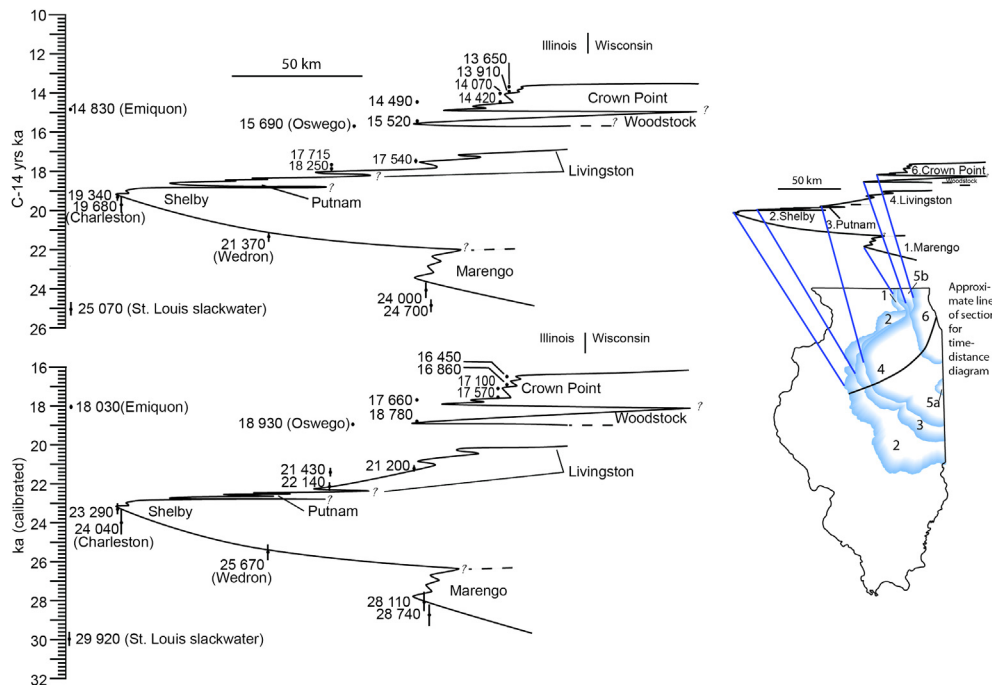 10
12
14
16
18
20
22
24
26
C-14 yrs ka
50 km
Illinois | Wisconsin
13 650
13 910
14 070
14 420
Crown Point
14 830 (Emiquon)
14 490
15 690 (Oswego)
15 520
?
? Woodstock
17 715
18 250
17 540
Livingston
?
?
Shelby
Putnam
19 340
19 680
(Charleston)
21 370
(Wedron)
?
Marengo
24 000
24 700
25 070 (St. Louis slackwater)
16
18
20
22
24
26
28
30
32
ka (calibrated)
Illinois | Wisconsin
16 450
16 860
17 100
17 570
Crown Point
18 030(Emiquon)
17 660
18 780
18 930 (Oswego)
?
Woodstock
21 430
22 140
21 200
Livingston
?
?
Shelby
Putnam
23 290
24 040
(Charleston)
25 670
(Wedron)
?
Marengo
28 110
28 740
29 920 (St. Louis slackwater)
50 km
6.Crown Point
Woodstock
4.Livingston
2.Shelby
3.Putnam
1.Marengo
5b
1
2
6
4
5a
3
2
Approxi-
mate line
of section
for
time-
distance
diagram